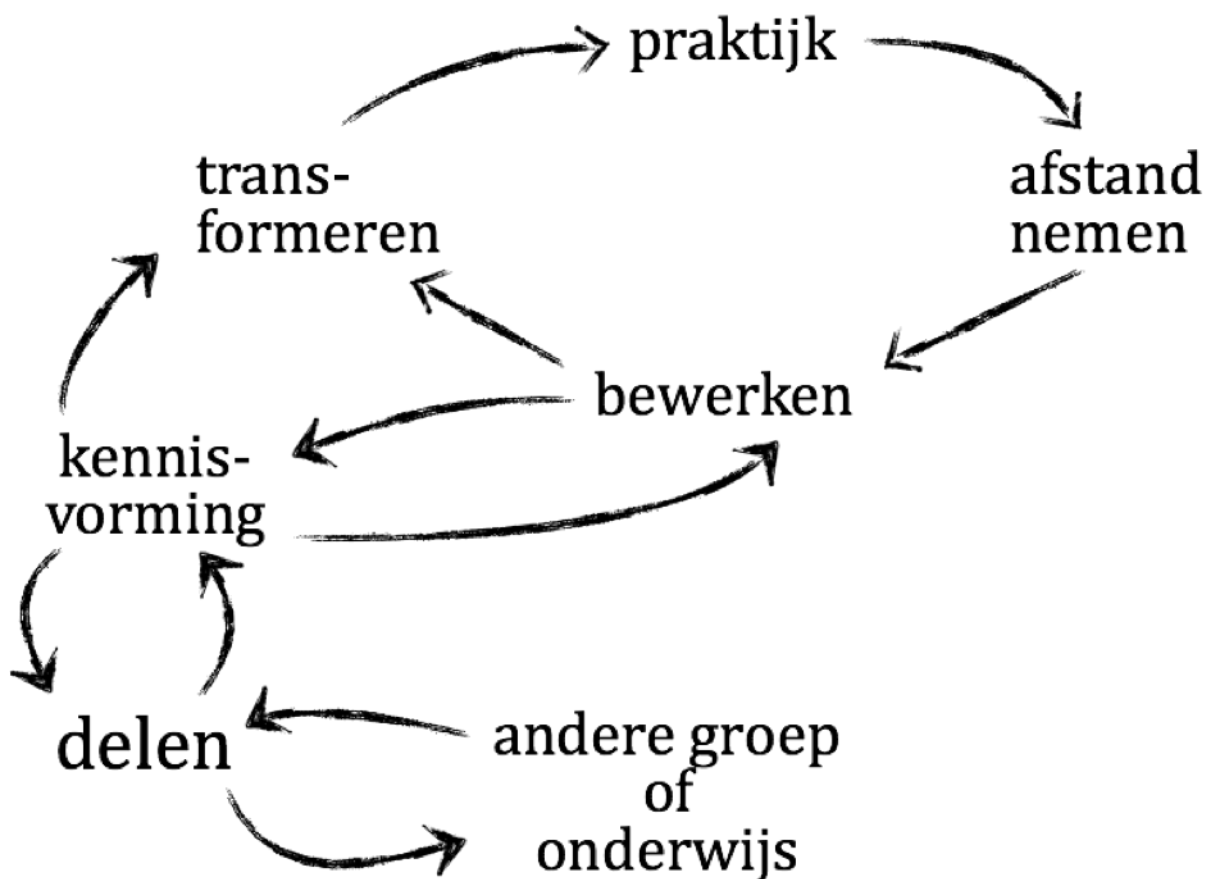 praktijk
trans-
formeren
afstand
nemen
bewerken
kennis-
vorming
delen
andere groep
of
onderwijs